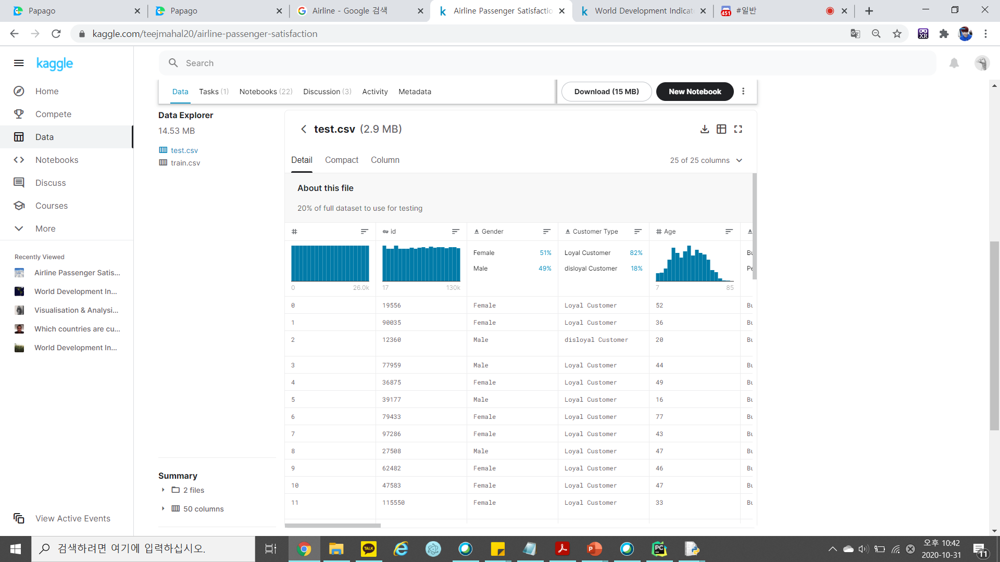 Papago
Papago
Airline - Google 검색
Airline Passenger Satisfactio
World Development Indicat
451
#일반
kaggle.com/teejmahal20/airline-passenger-satisfaction
XR
kaggle
Search
Home
Compete
Data
Notebooks
Discuss
Courses
More
Recently Viewed
Airline Passenger Satis...
World Development In...
Visualisation & Analysi...
Which countries are cu...
World Development In...
View Active Events
Data Tasks (1) Notebooks (22) Discussion (3) Activity Metadata
Download (15 MB) New Notebook
Data Explorer
14.53 MB
test.csv
train.csv
Summary
2 files
50 columns
test.csv (2.9 MB)
Detail Compact Column
25 of 25 columns
About this file
20% of full dataset to use for testing
# id A Gender A Customer Type # Age A
Female 51% Loyal Customer 82% Bu
Male 49% disloyal Customer 18% Pe
0 26.0k 17 130k 7 85
0 19556 Female Loyal Customer 52 Bu
1 90035 Female Loyal Customer 36 Bu
2 12360 Male disloyal Customer 20 Bu
3 77959 Male Loyal Customer 44 Bu
4 36875 Female Loyal Customer 49 Bu
5 39177 Male Loyal Customer 16 Bu
6 79433 Female Loyal Customer 77 Bu
7 97286 Female Loyal Customer 43 Bu
8 27508 Male Loyal Customer 47 Bu
9 62482 Female Loyal Customer 46 Bu
10 47583 Female Loyal Customer 47 Bu
11 115550 Female Loyal Customer 33 Bu
검색하려면 여기에 입력하십시오.
TALK
PC
오후 10:42
2020-10-31
11